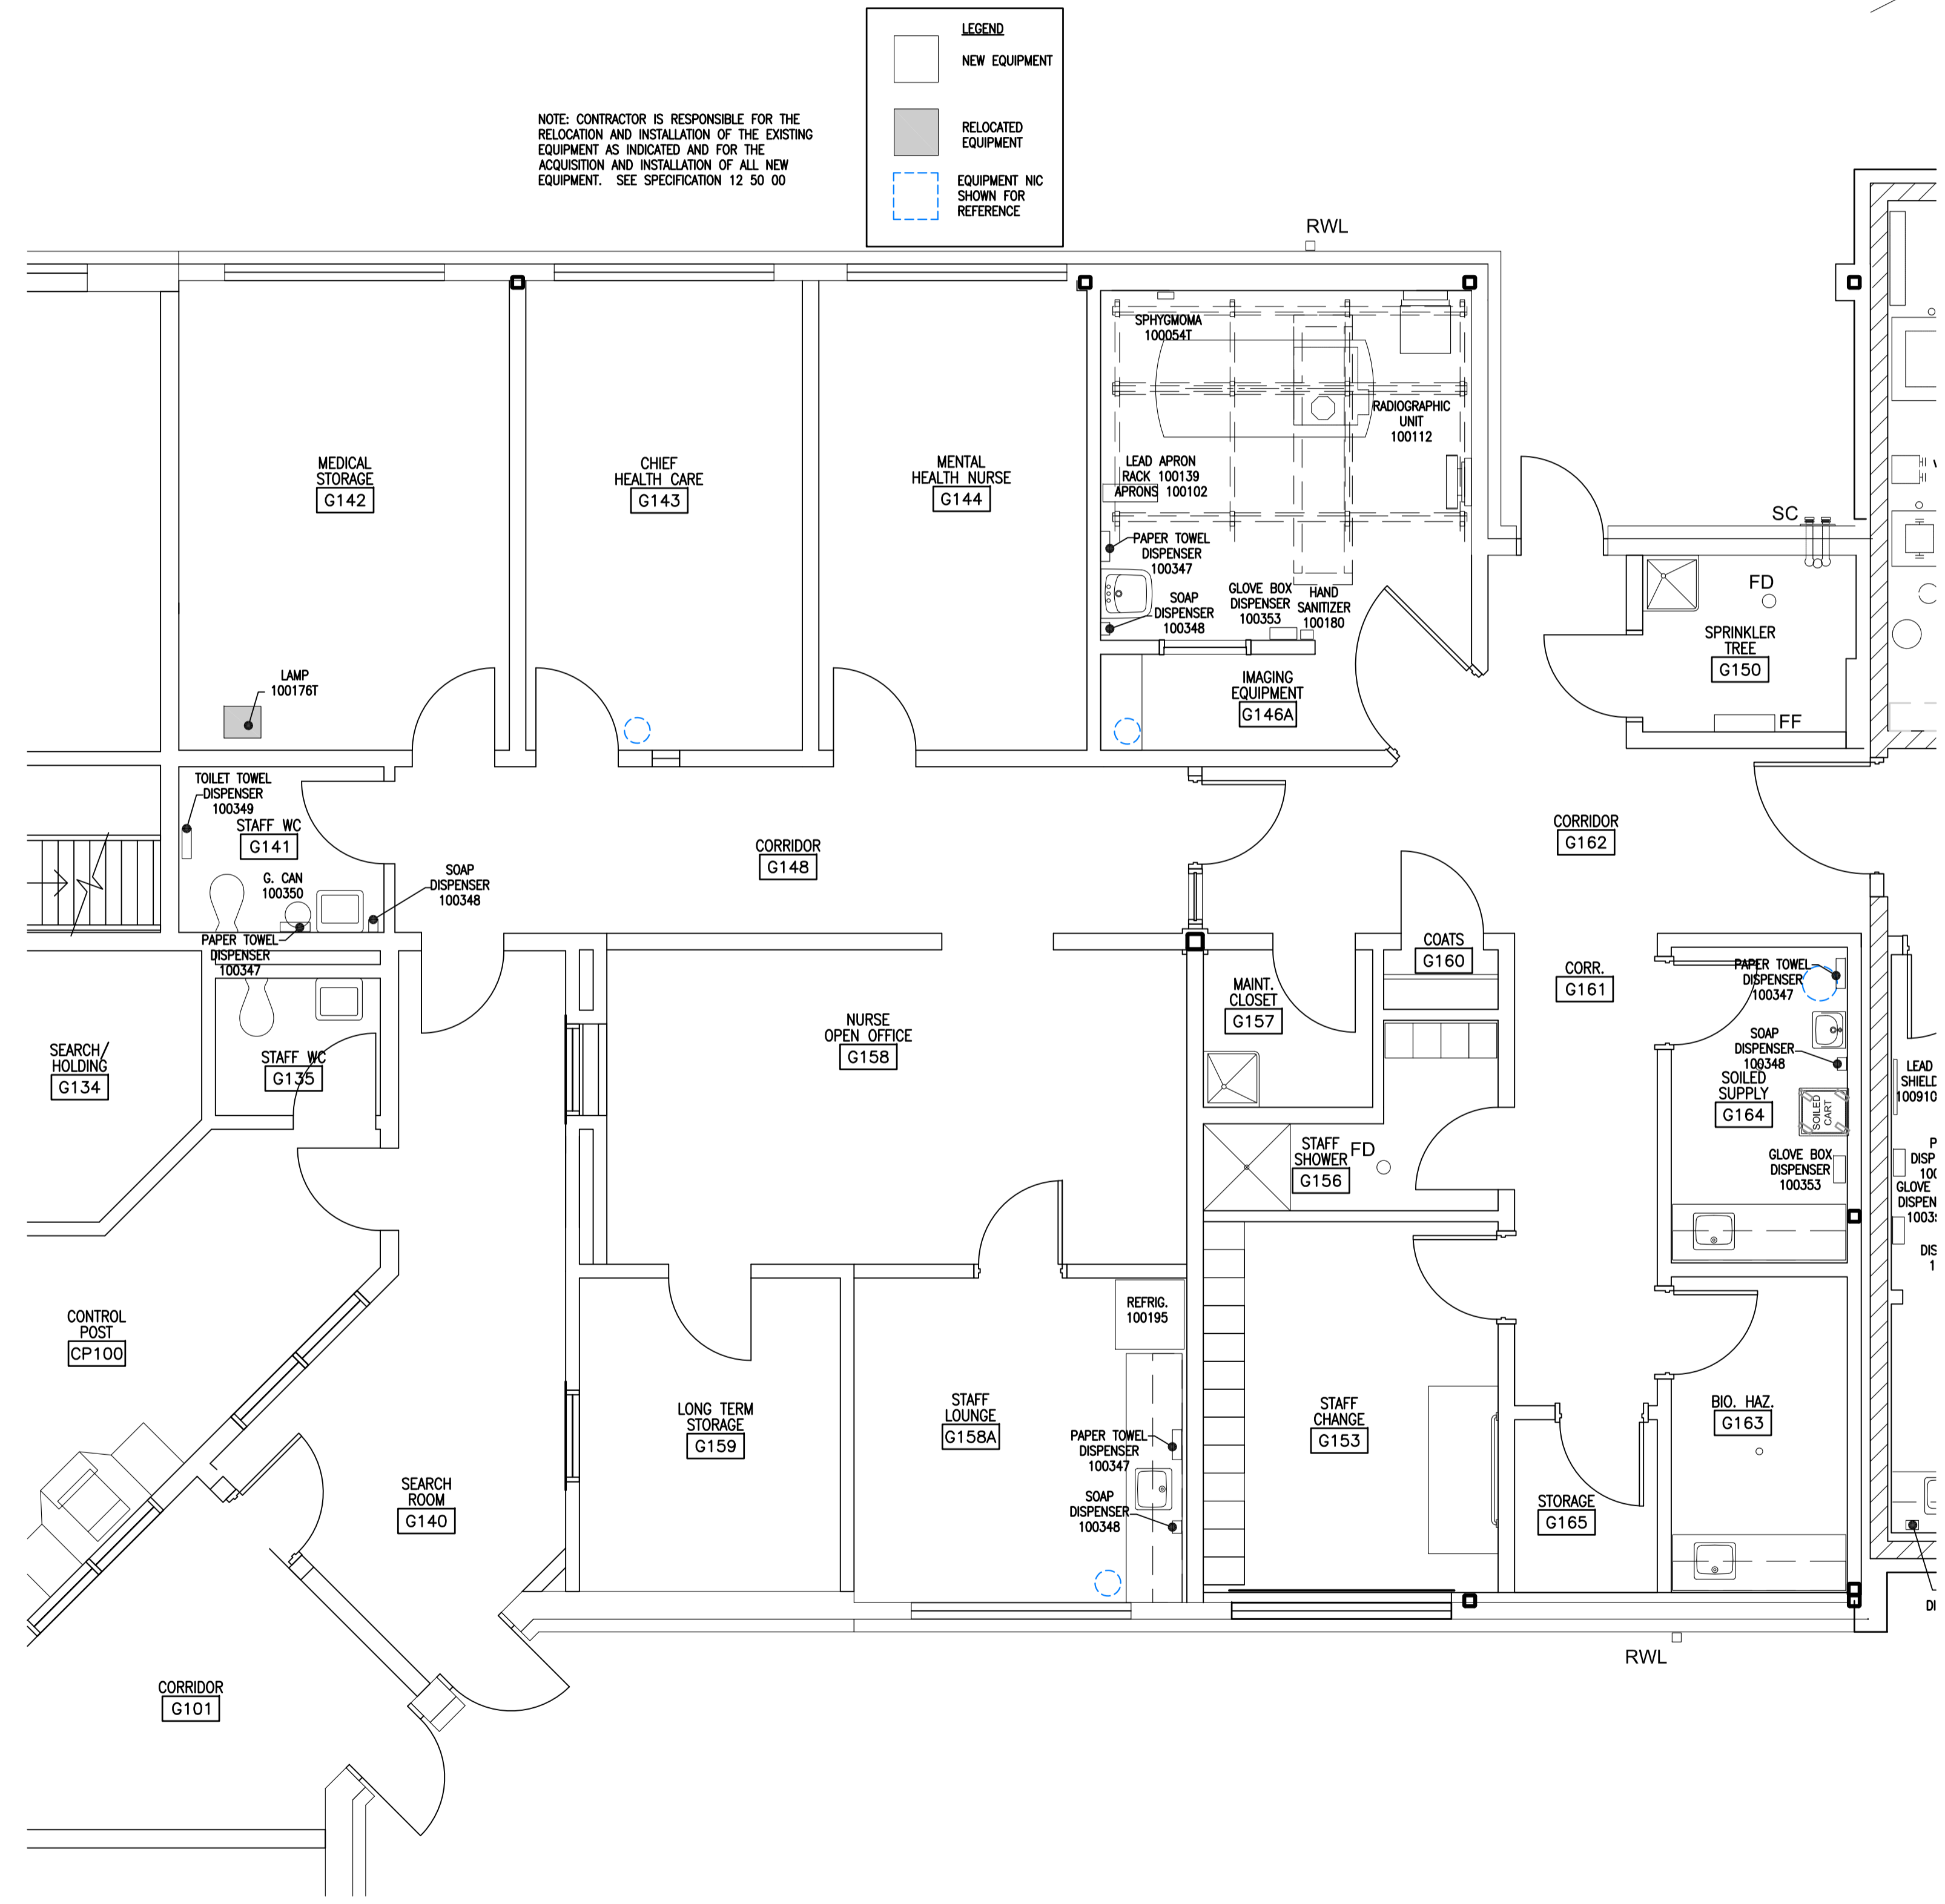 LEGEND
NEW EQUIPMENT
RELOCATED
EQUIPMENT
EQUIPMENT NIC
SHOWN FOR
REFERENCE
NOTE: CONTRACTOR IS RESPONSIBLE FOR THE
RELOCATION AND INSTALLATION OF THE EXISTING
EQUIPMENT AS INDICATED AND FOR THE
ACQUISITION AND INSTALLATION OF ALL NEW
EQUIPMENT. SEE SPECIFICATION 12 50 00
RWL
SPHYGMOMA
100054T
RADIOGRAPHIC
UNIT
100112
MEDICAL
STORAGE
G142
CHIEF
HEALTH CARE
G143
MENTAL
HEALTH NURSE
G144
LEAD APRON
RACK 100139
APRONS 100102
PAPER TOWEL
DISPENSER
100347
SOAP
DISPENSER
100348
GLOVE BOX
DISPENSER
100353
HAND
SANITIZER
100180
SC
FD
SPRINKLER
TREE
G150
FF
LAMP
100176T
IMAGING
EQUIPMENT
G146A
TOILET TOWEL
DISPENSER
100349
STAFF WC
G141
G. CAN
100350
SOAP
DISPENSER
100348
PAPER TOWEL
DISPENSER
100347
CORRIDOR
G148
CORRIDOR
G162
COATS
G160
CORR.
G161
PAPER TOWEL
DISPENSER
100347
MAINT.
CLOSET
G157
NURSE
OPEN OFFICE
G158
SEARCH/
HOLDING
G134
STAFF WC
G135
SOAP
DISPENSER
100348
SOILED
SUPPLY
G164
SOILED
CART
LEAD
SHIELD
100910
STAFF
SHOWER
G156
FD
GLOVE BOX
DISPENSER
100353
P
DISP
100
GLOVE
DISPEN
1003
DIS
1
CONTROL
POST
CP100
REFRIG.
100195
LONG TERM
STORAGE
G159
STAFF
LOUNGE
G158A
STAFF
CHANGE
G153
BIO. HAZ.
G163
PAPER TOWEL
DISPENSER
100347
SOAP
DISPENSER
100348
SEARCH
ROOM
G140
STORAGE
G165
DI
RWL
CORRIDOR
G101